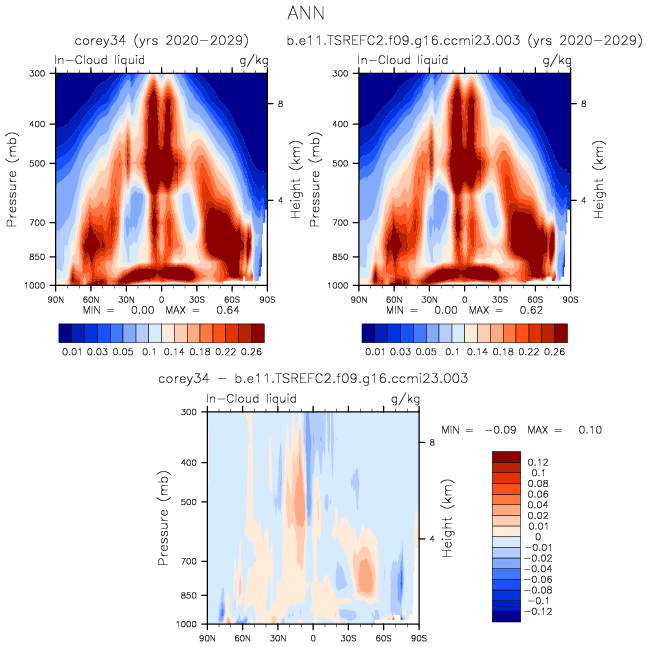 ANN
corey34 (yrs 2020-2029)
b.e11.TSREFC2.f09.g16.ccmi23.003 (yrs 2020-2029)
In-Cloud liquid g/kg
In-Cloud liquid g/kg
300
400
500
700
850
1000
Pressure (mb)
8
4
Height (km)
90N 60N 30N 0 30S 60S 90S
MIN = 0.00 MAX = 0.64
0.01 0.03 0.05 0.1 0.14 0.18 0.22 0.26
300
400
500
700
850
1000
Pressure (mb)
8
4
Height (km)
90N 60N 30N 0 30S 60S 90S
MIN = 0.00 MAX = 0.62
0.01 0.03 0.05 0.1 0.14 0.18 0.22 0.26
corey34 - b.e11.TSREFC2.f09.g16.ccmi23.003
In-Cloud liquid g/kg
300
400
500
700
850
1000
Pressure (mb)
8
4
Height (km)
90N 60N 30N 0 30S 60S 90S
MIN = -0.09 MAX = 0.10
0.12
0.1
0.08
0.06
0.04
0.02
0.01
0
-0.01
-0.02
-0.04
-0.06
-0.08
-0.1
-0.12